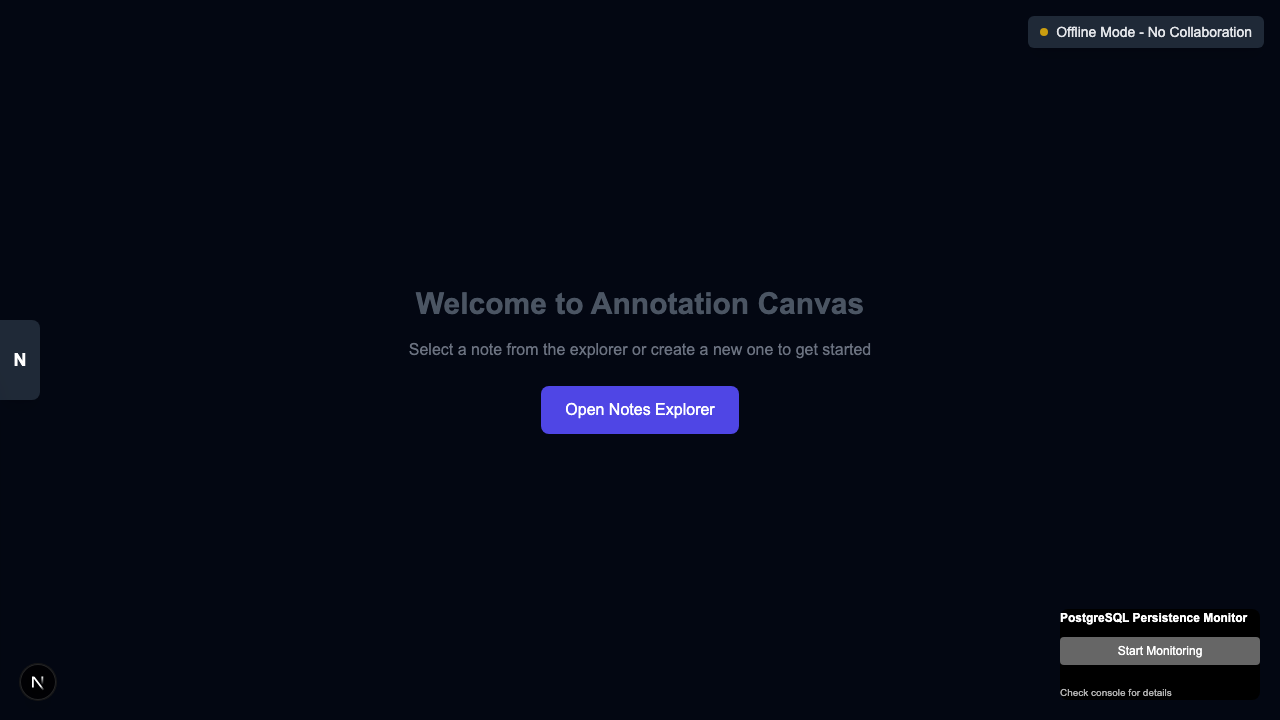 Offline Mode - No Collaboration
Welcome to Annotation Canvas
Select a note from the explorer or create a new one to get started
N
Open Notes Explorer
PostgreSQL Persistence Monitor
Start Monitoring
N
Check console for details